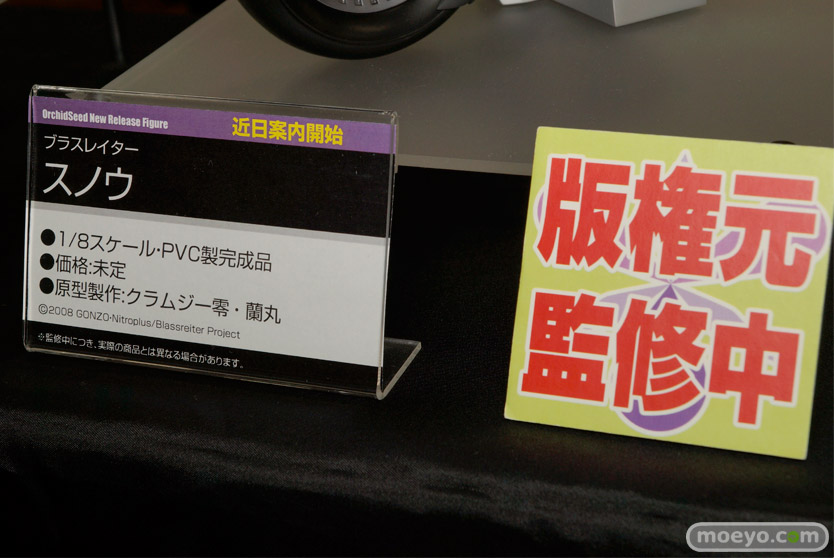 OrchidSeed New Release Figure
近日案内開始
ブラスレイター
スノウ
●1/8スケール・PVC製完成品
●価格:未定
●原型製作:クラムジー零・蘭丸
©2008 GONZO・Nitroplus/Blassreiter Project
※監修中につき、実際の商品とは異なる場合があります。
版権元
監修中
moeyo.com